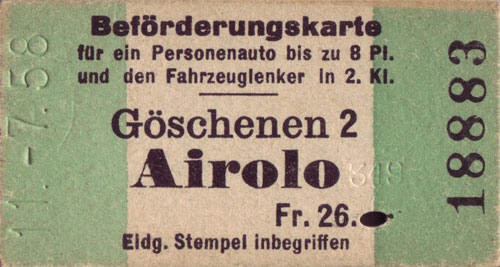 Beförderungskarte
für ein Personenauto bis zu 8 Pl.
und den Fahrzeuglenker in 2. Kl.
Göschenen 2
Airolo
Fr. 26.
Eidg. Stempel inbegriffen
18883
11. -7. 58